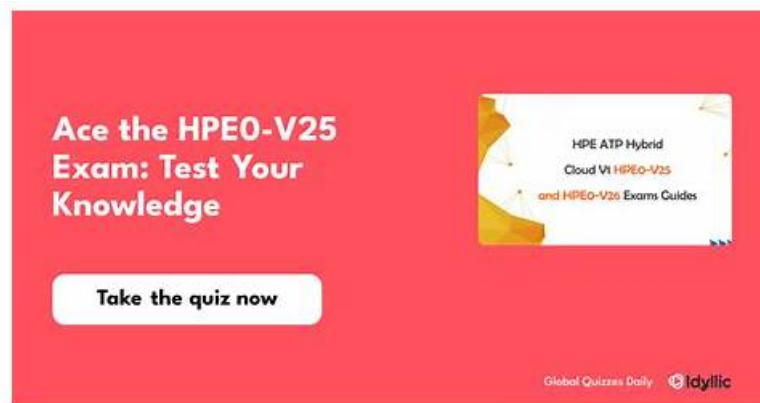 Ace the HPE0-V25
Exam: Test Your
Knowledge
HPE ATP Hybrid
Cloud V1 HPE0-V25
and HPE0-V26 Exams Guides
Take the quiz now
Global Quizzes Daily
Idyllic